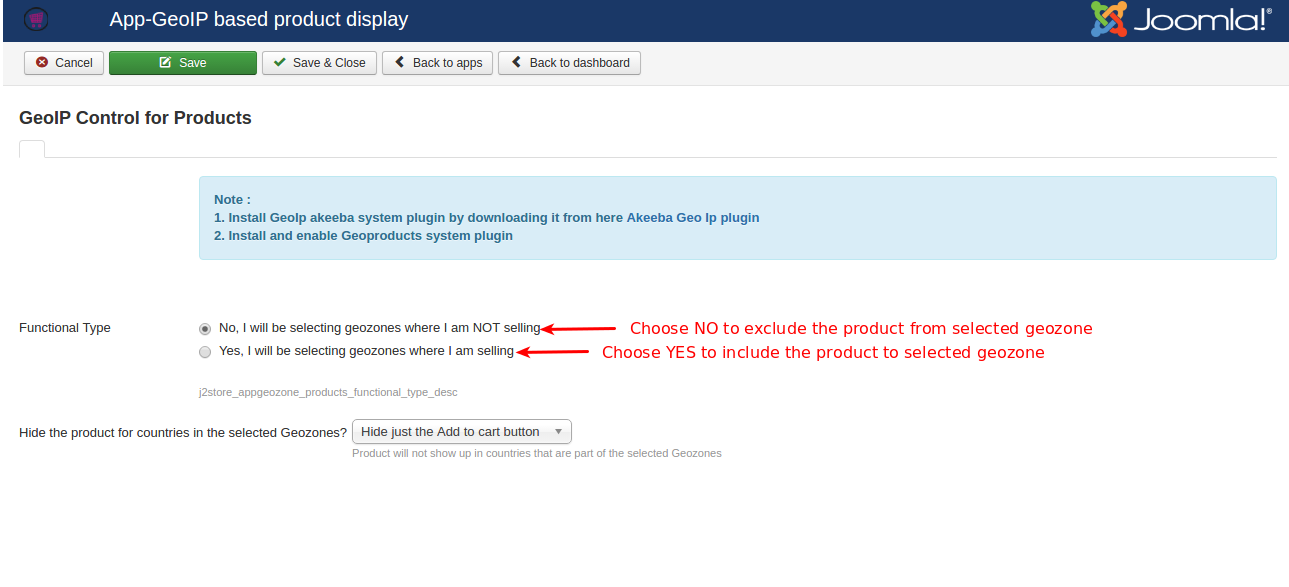 App-GeoIP based product display
Joomla!®
Cancel
Save
Save & Close
Back to apps
Back to dashboard
GeoIP Control for Products
Note :
1. Install GeoIp akeeba system plugin by downloading it from here Akeeba Geo Ip plugin
2. Install and enable Geoproducts system plugin
Functional Type
No, I will be selecting geozones where I am NOT selling
Choose NO to exclude the product from selected geozone
Yes, I will be selecting geozones where I am selling
Choose YES to include the product to selected geozone
j2store_appgeozone_products_functional_type_desc
Hide the product for countries in the selected Geozones?
Hide just the Add to cart button
Product will not show up in countries that are part of the selected Geozones